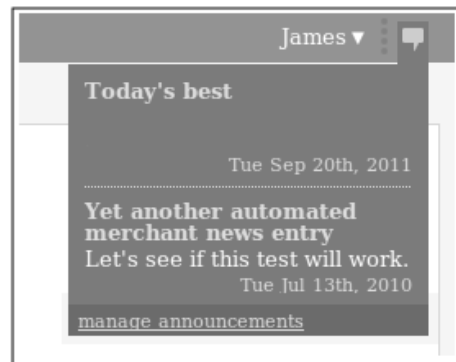 James ▼
Today's best
Tue Sep 20th, 2011
Yet another automated
merchant news entry
Let's see if this test will work.
Tue Jul 13th, 2010
manage announcements